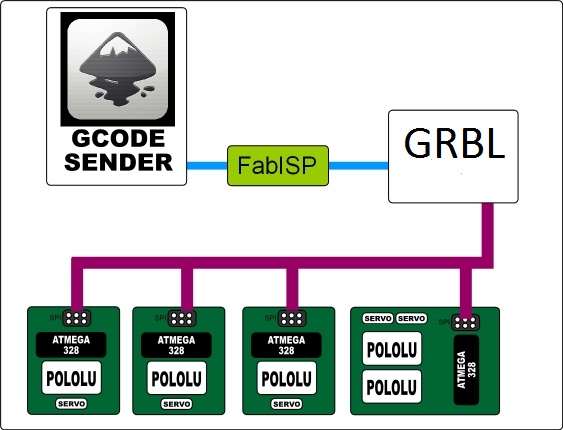 GCODE
SENDER
FabISP
GRBL
SPI
ATMEGA
328
POLOLU
SERVO
SPI
ATMEGA
328
POLOLU
SERVO
SPI
ATMEGA
328
POLOLU
SERVO
SERVO SERVO
SPI
POLOLU
POLOLU
ATMEGA
328